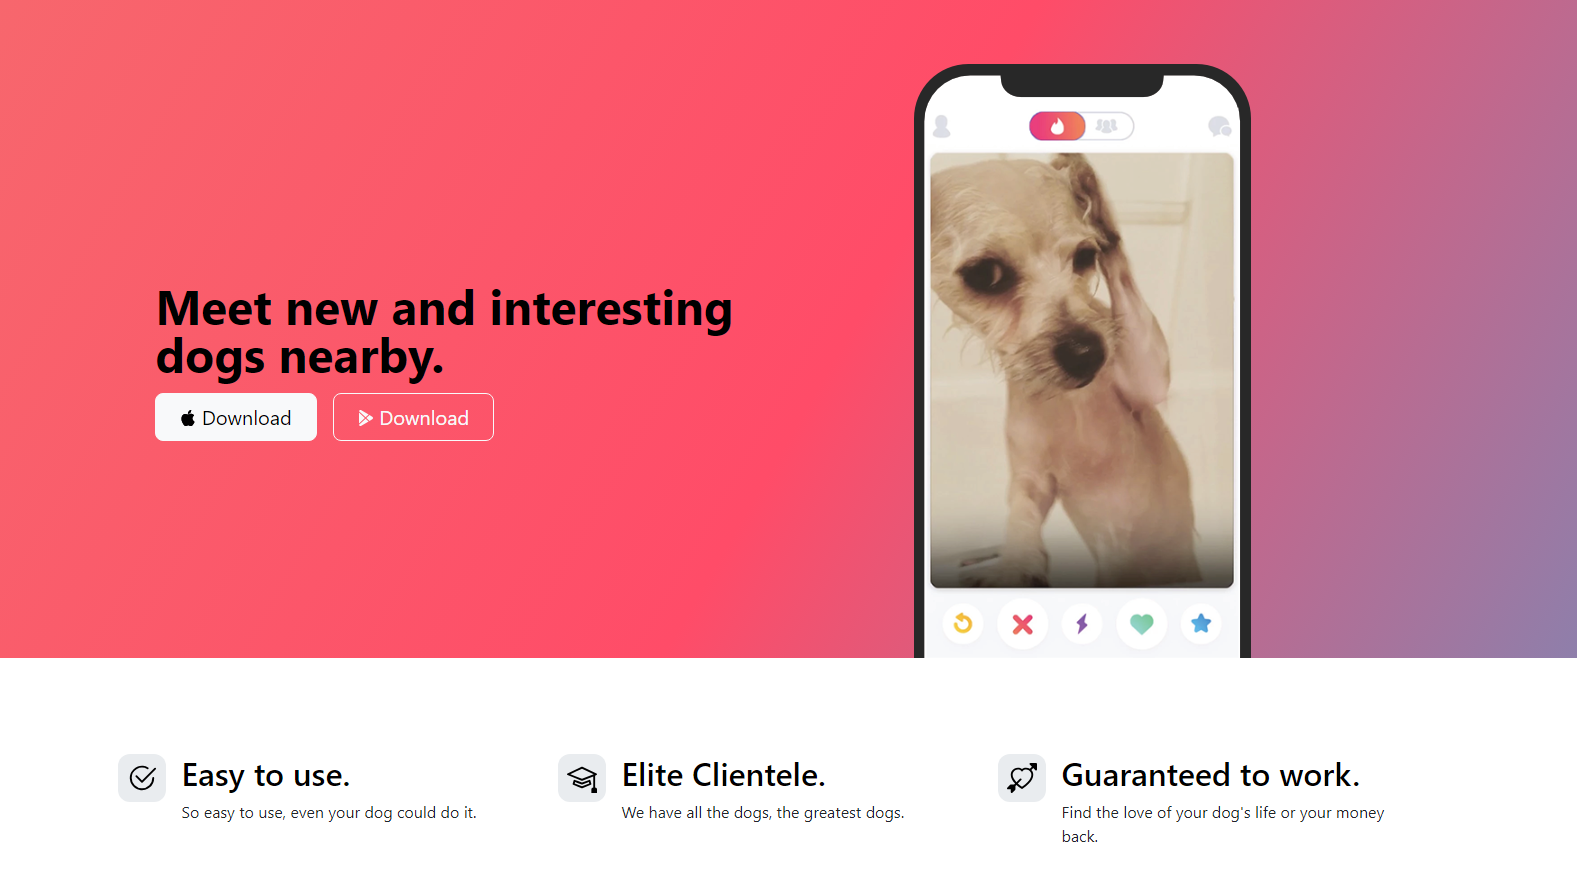 Meet new and interesting
dogs nearby.
Download
Download
Easy to use.
So easy to use, even your dog could do it.
Elite Clientele.
We have all the dogs, the greatest dogs.
Guaranteed to work.
Find the love of your dog's life or your money
back.